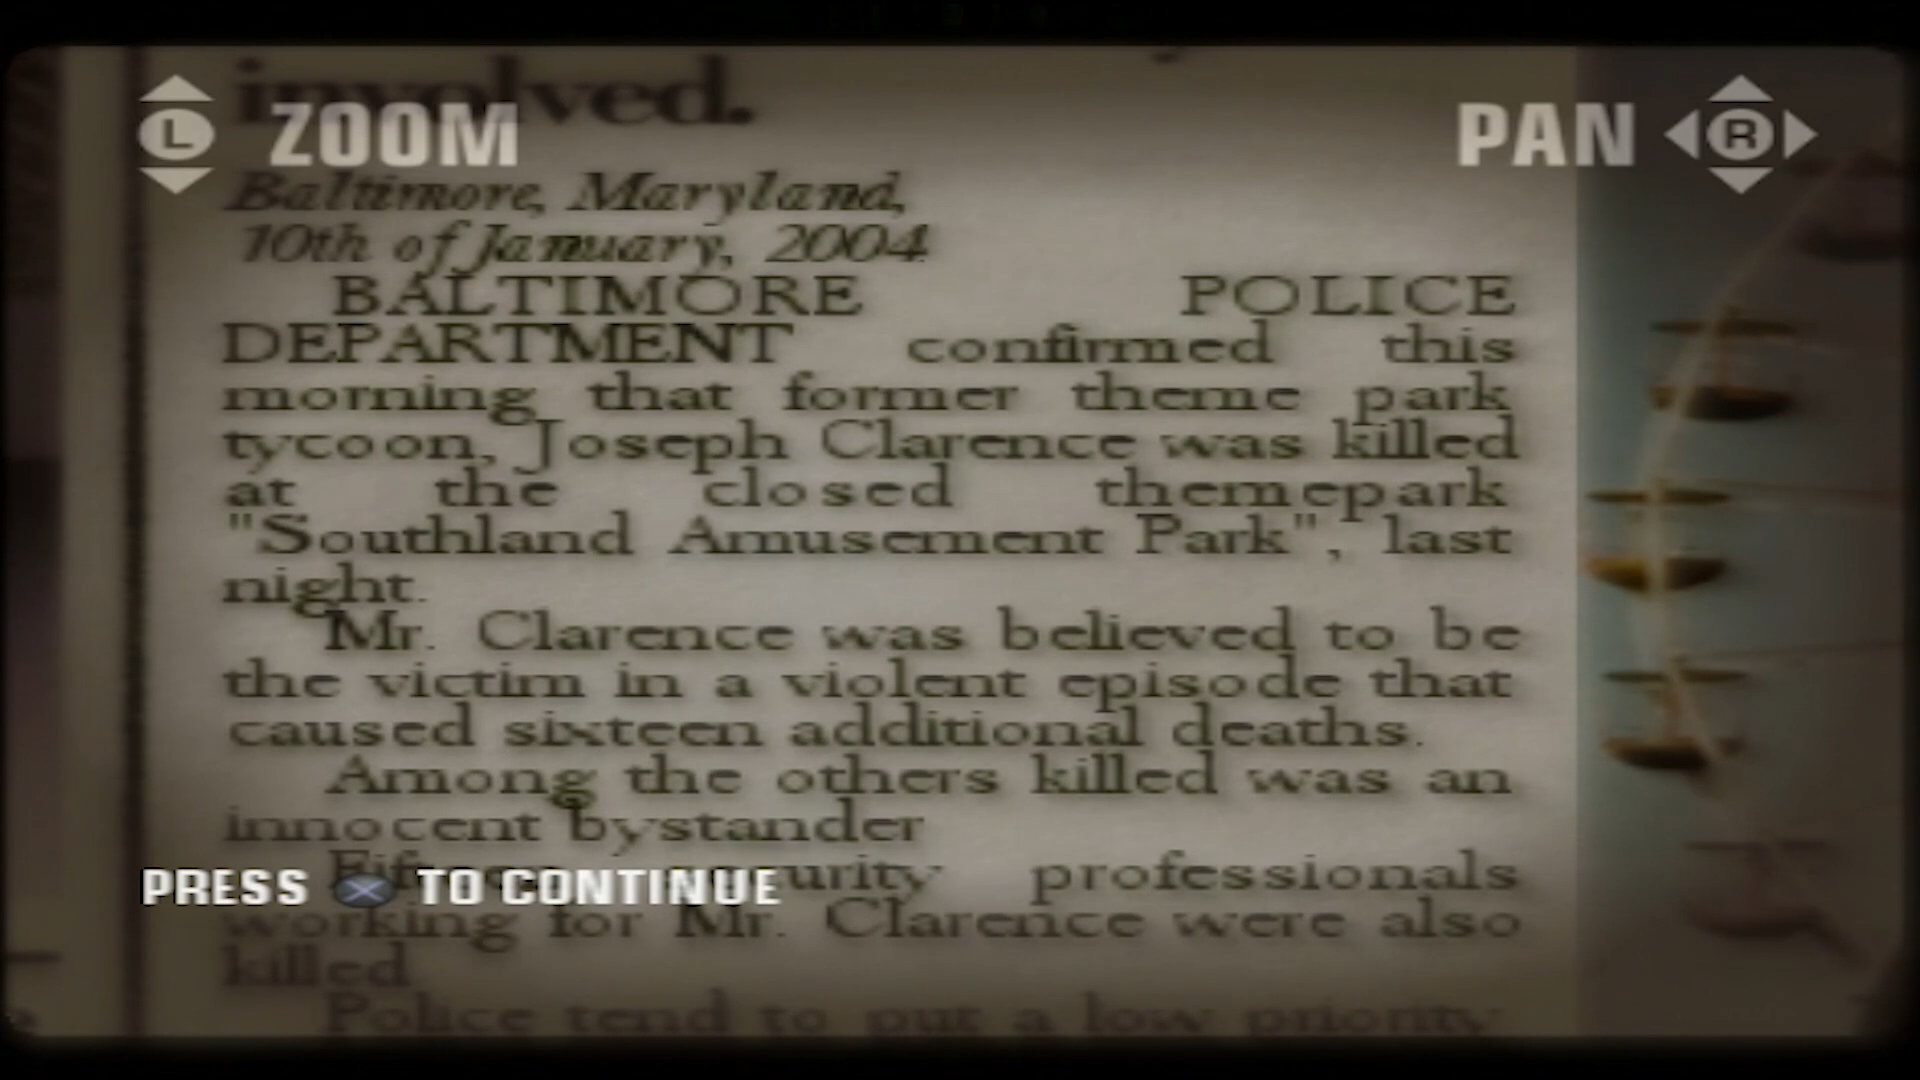 involved.
L ZOOM
PAN R
Baltimore, Maryland,
10th of January, 2004
BALTIMORE POLICE
DEPARTMENT confirmed this
morning that former theme park
tycoon, Joseph Clarence was killed
at the closed themepark
"Southland Amusement Park", last
night.
Mr. Clarence was believed to be
the victim in a violent episode that
caused sixteen additional deaths.
Among the others killed was an
innocent bystander
professionals
PRESS TO CONTINUE
working for Mr. Clarence were also
killed
Police tend to put a low priority